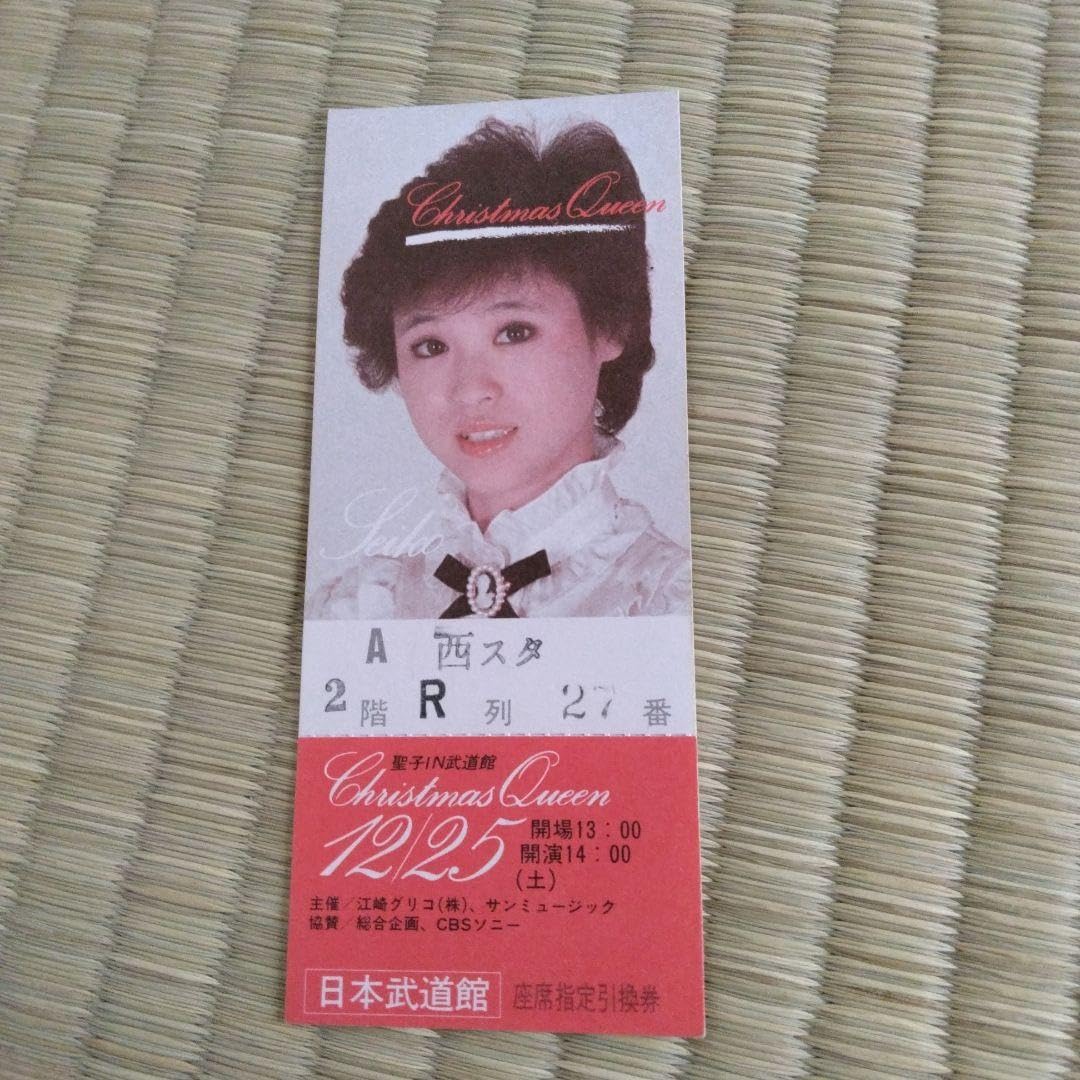 Christmas Queen
Seiko
A 西スタ
2階 R 列 27番
聖子IN武道館
Christmas Queen
12/25 開場13:00
開演14:00
(土)
主催/江崎グリコ(株)、サンミュージック
協賛/総合企画、CBSソニー
日本武道館 座席指定引換券